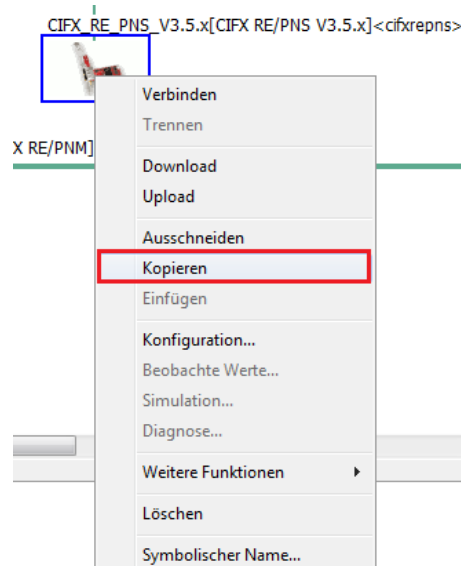 CIFX_RE_PNS_V3.5.x[CIFX RE/PNS V3.5.x]<cifxrepns>
Verbinden
Trennen
X RE/PNM]
Download
Upload
Ausschneiden
Kopieren
Einfügen
Konfiguration...
Beobachte Werte...
Simulation...
Diagnose...
Weitere Funktionen
Löschen
Symbolischer Name...